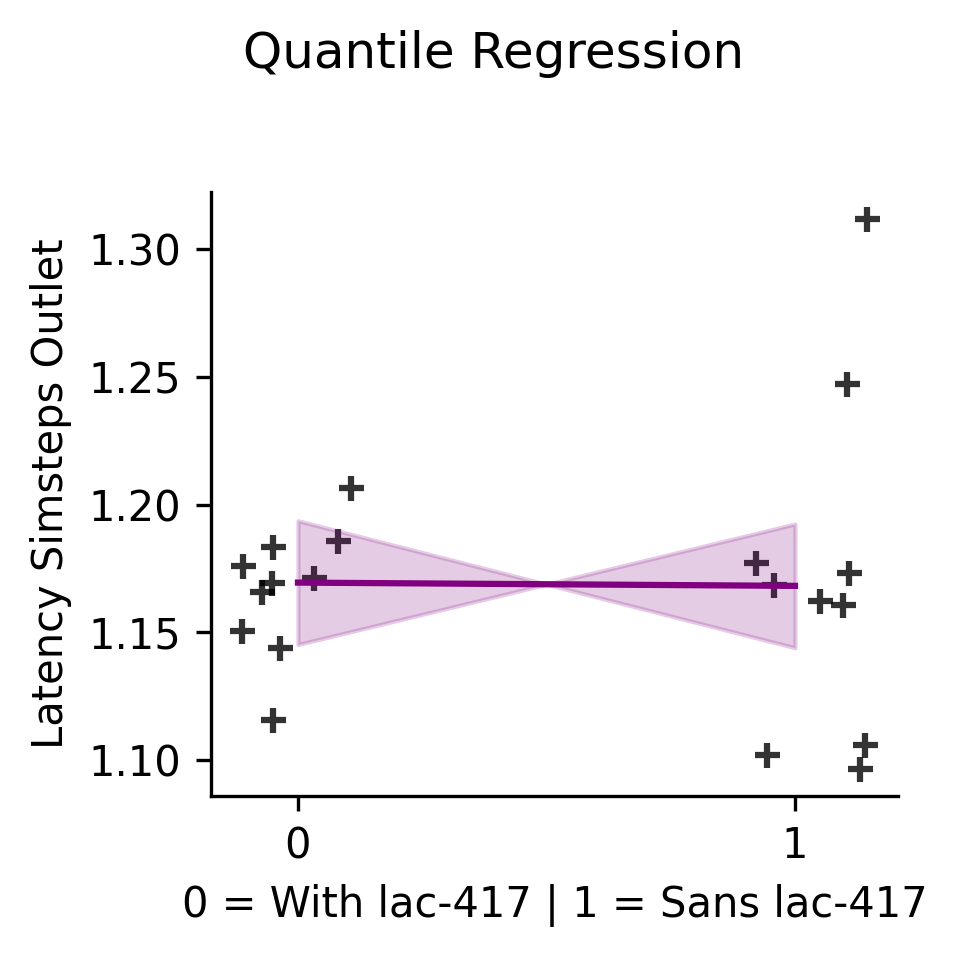 Quantile Regression
Latency Simsteps Outlet
1.30
1.25
1.20
1.15
1.10
0 1
0 = With lac-417 | 1 = Sans lac-417